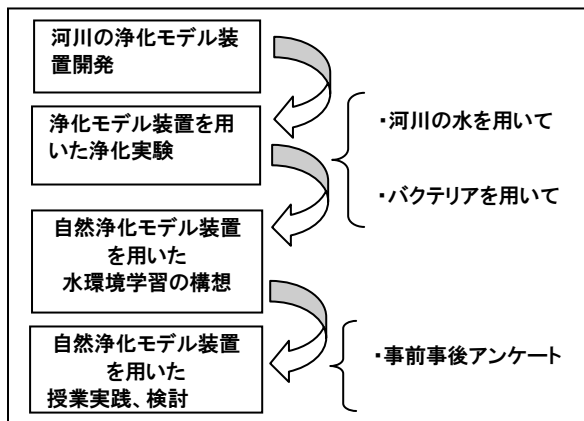 河川の浄化モデル装
置開発
浄化モデル装置を用
いた浄化実験
・河川の水を用いて
・バクテリアを用いて
自然浄化モデル装置
を用いた
水環境学習の構想
自然浄化モデル装置
を用いた
授業実践、検討
・事前事後アンケート